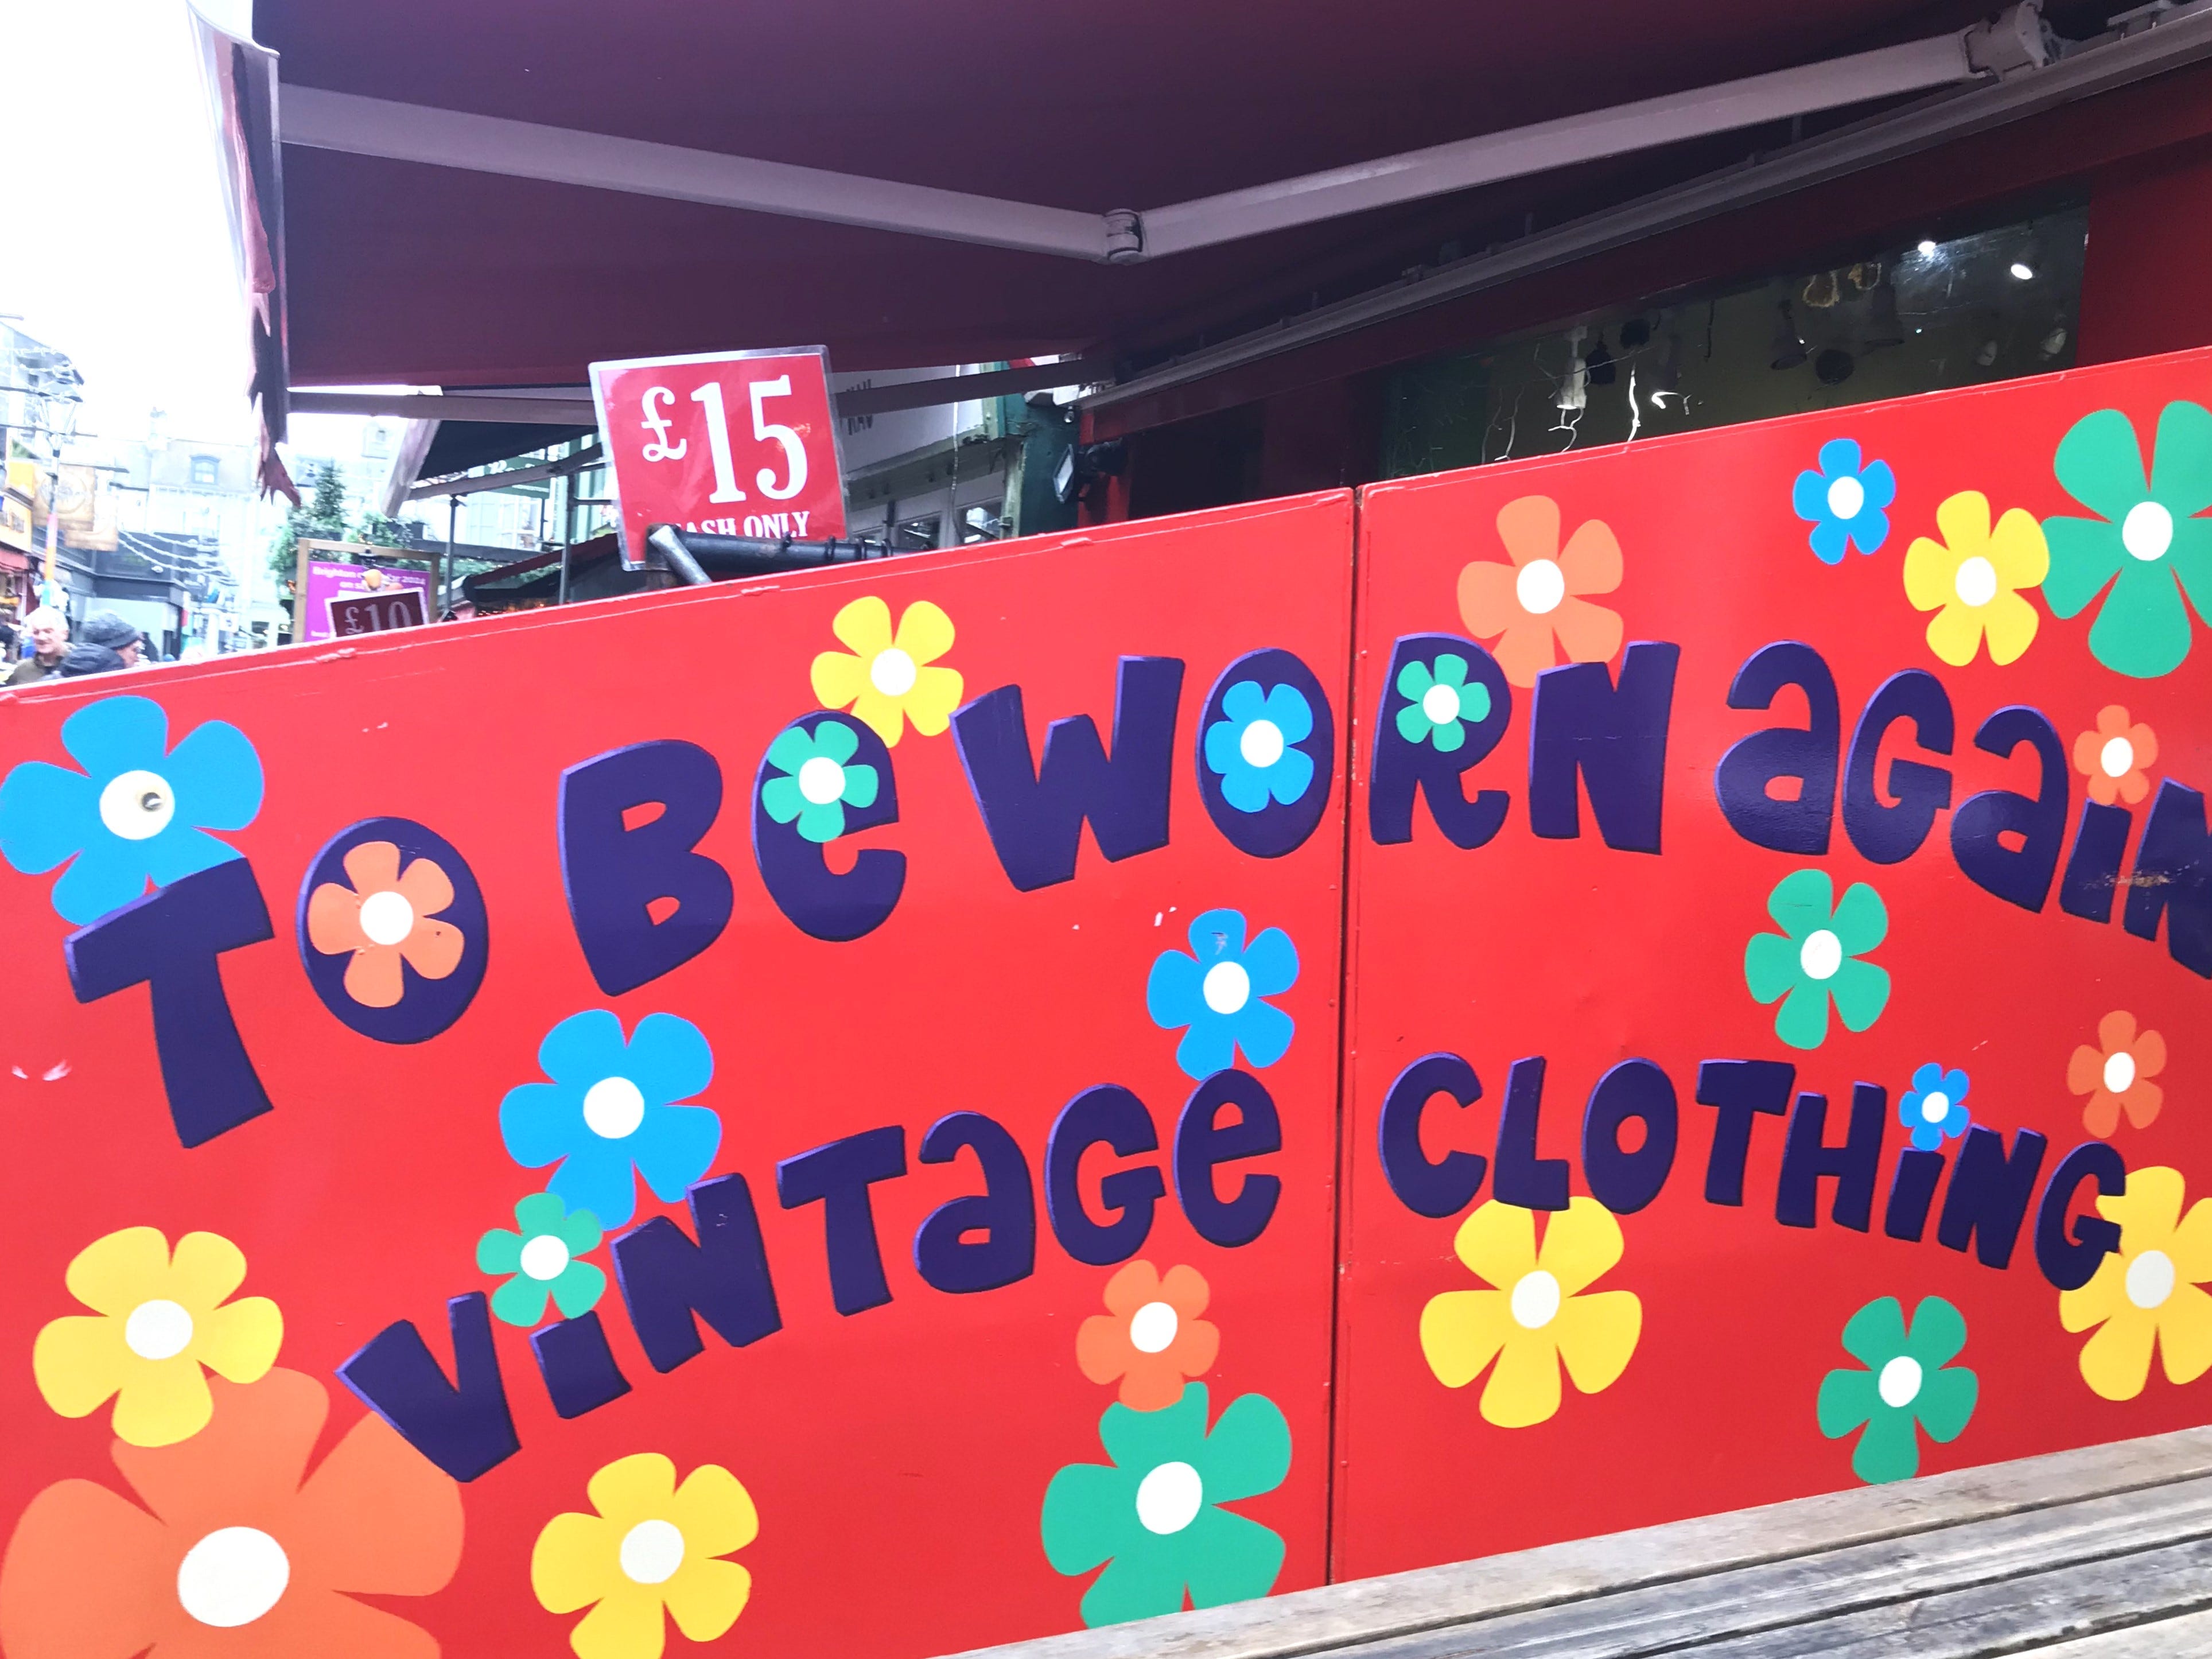 £15
CASH ONLY
£10
TO Be WORN aGaiN
ViNTaGe CLOTHiNG